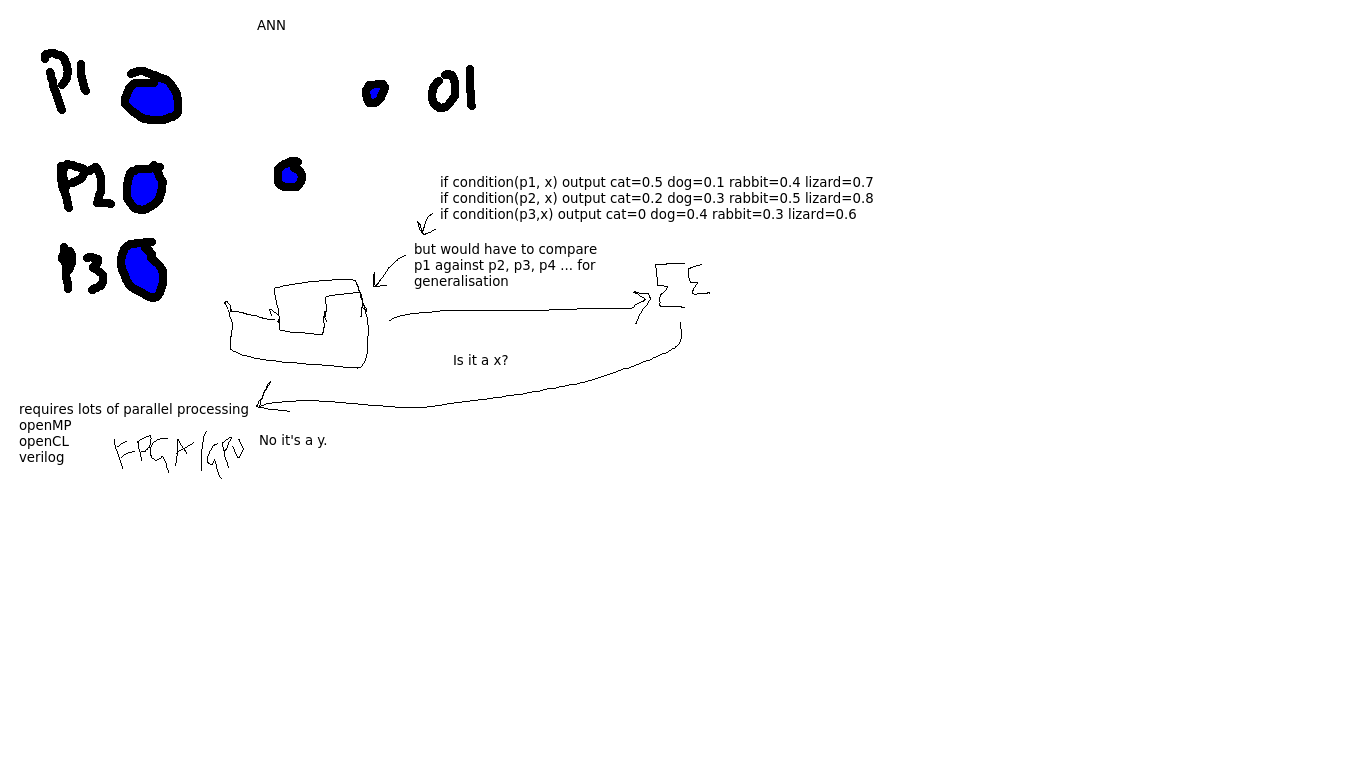 ANN
P1
O1
P2
if condition(p1, x) output cat=0.5 dog=0.1 rabbit=0.4 lizard=0.7
if condition(p2, x) output cat=0.2 dog=0.3 rabbit=0.5 lizard=0.8
if condition(p3,x) output cat=0 dog=0.4 rabbit=0.3 lizard=0.6
P3
but would have to compare
p1 against p2, p3, p4 ... for
generalisation
Is it a x?
requires lots of parallel processing
openMP
openCL
verilog
FPGA/GPU
No it's a y.